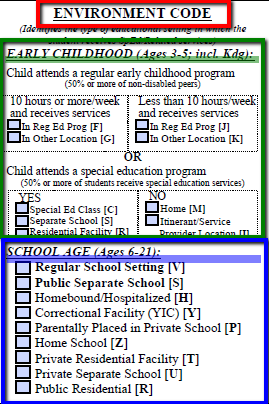 ENVIRONMENT CODE
(Identifies the type of educational setting in which the
EARLY CHILDHOOD (Ages 3-5; incl. Kdg):
Child attends a regular early childhood program
(50% or more of non-disabled peers)
10 hours or more/week
and receives services
In Reg Ed Prog [F]
In Other Location [G]
Less than 10 hours/week
and receives services
In Reg Ed Prog [J]
In Other Location [K]
OR
Child attends a special education program
(50% or more of students receive special education services)
YES
Special Ed Class [C]
Separate School [S]
Residential Facility [R]
NO
Home [M]
Itinerant/Service
Provider Location
SCHOOL AGE (Ages 6-21):
Regular School Setting [V]
Public Separate School [S]
Homebound/Hospitalized [H]
Correctional Facility (YIC) [Y]
Parentally Placed in Private School [P]
Home School [Z]
Private Residential Facility [T]
Private Separate School [U]
Public Residential [R]